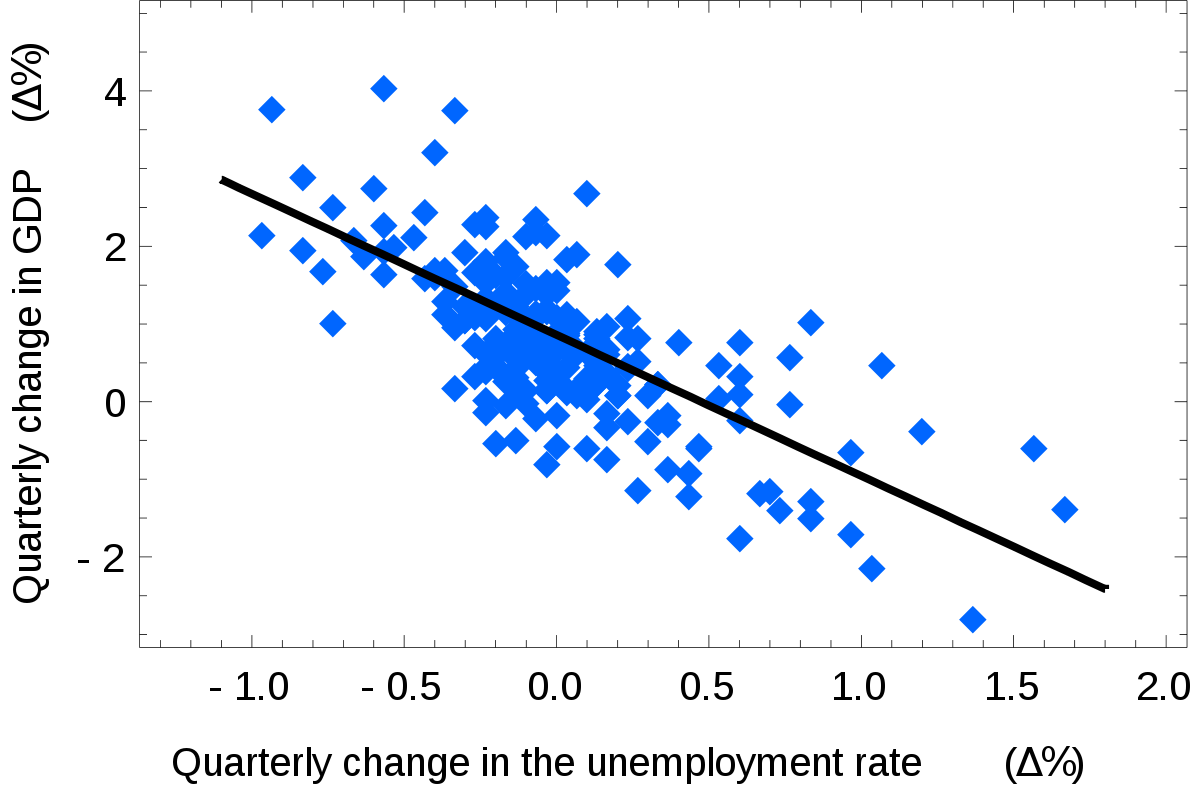 Quarterly change in GDP (Δ%)
4
2
0
- 2
- 1.0 - 0.5 0.0 0.5 1.0 1.5 2.0
Quarterly change in the unemployment rate (Δ%)